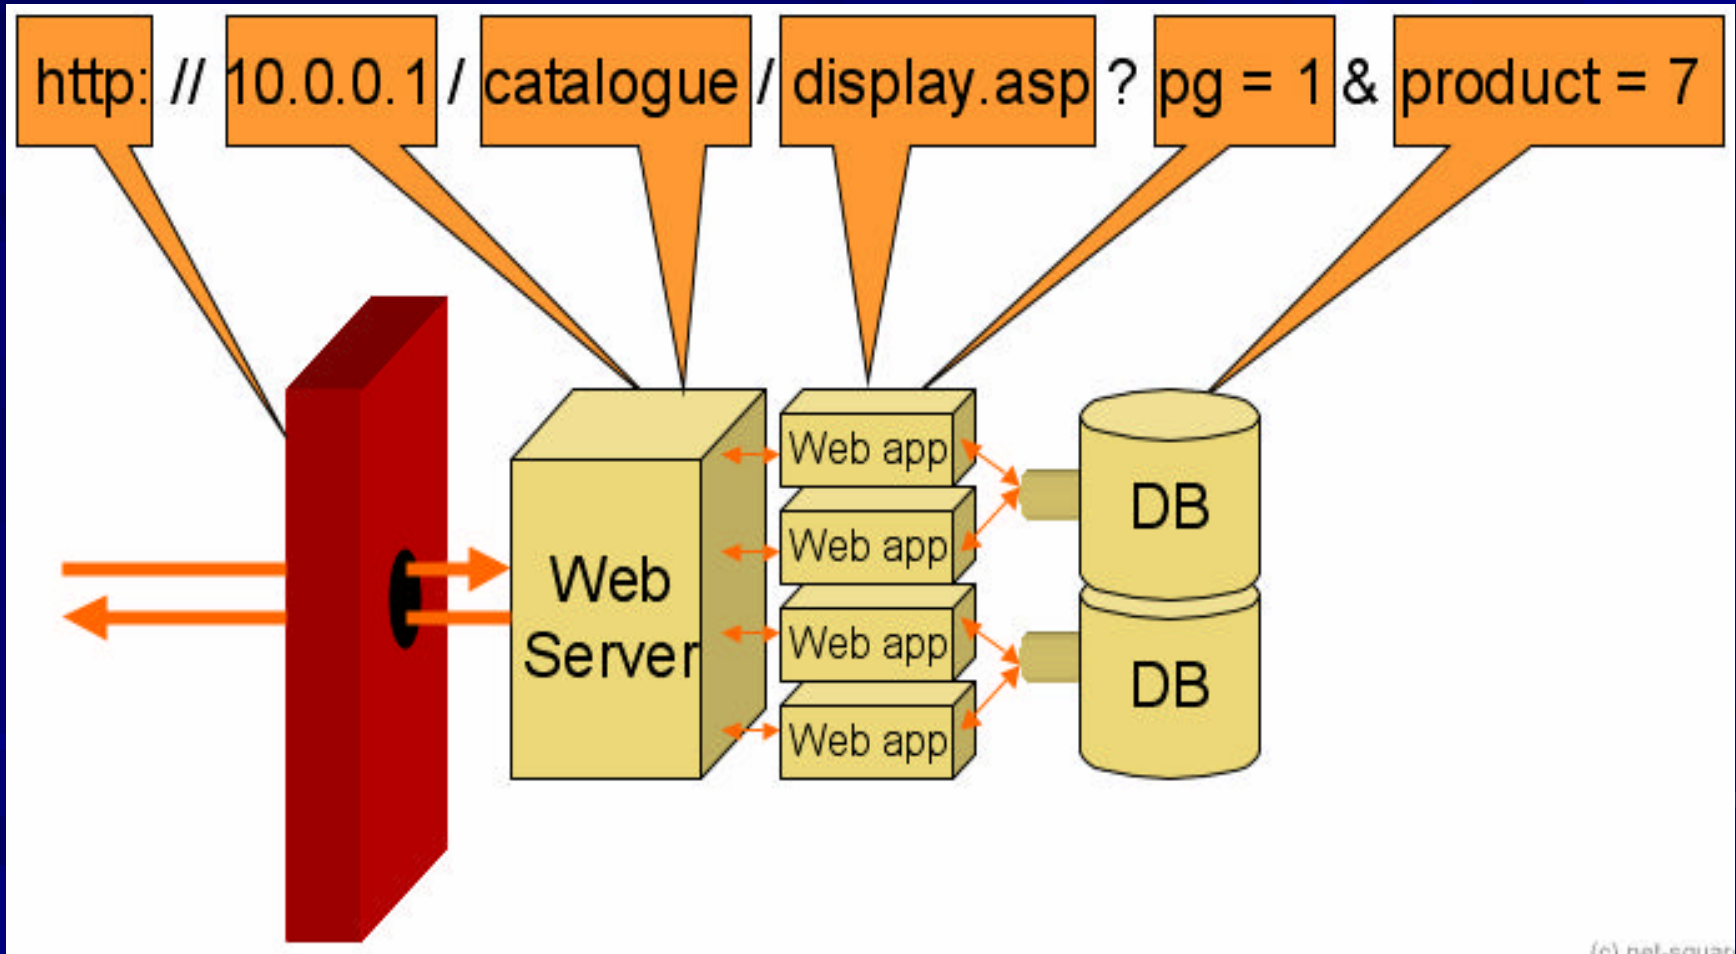 http: // 10.0.0.1 / catalogue / display.asp ? pg = 1 & product = 7
Web app
Web app
Web app
Web app
Web
Server
DB
DB